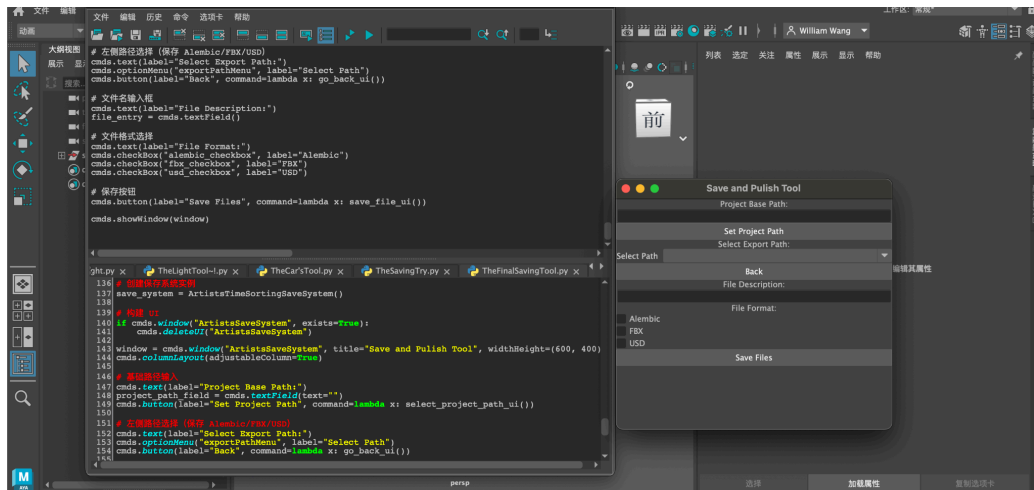 文件 编辑
工作区: 常规*
动画
William Wang
大纲视图
展示
搜索...
文件 编辑 历史 命令 选项卡 帮助
# 左侧路径选择（保存 Alembic/FBX/USD）
cmds.text(label="Select Export Path:")
cmds.optionMenu("exportPathMenu", label="Select Path")
cmds.button(label="Back", command=lambda x: go_back_ui())
# 文件名输入框
cmds.text(label="File Description:")
file_entry = cmds.textField()
# 文件格式选择
cmds.text(label="File Format:")
cmds.checkBox("alembic_checkbox", label="Alembic")
cmds.checkBox("fbx_checkbox", label="FBX")
cmds.checkBox("usd_checkbox", label="USD")
# 保存按钮
cmds.button(label="Save Files", command=lambda x: save_file_ui())
cmds.showWindow(window)
ght.py TheLightTool~!.py TheCar'sTool.py TheSavingTry.py TheFinalSavingTool.py
136 # 创建保存系统实例
137 save_system = ArtistsTimeSortingSaveSystem()
138
139 # 构建 UI
140 if cmds.window("ArtistsSaveSystem", exists=True):
141 cmds.deleteUI("ArtistsSaveSystem")
142
143 window = cmds.window("ArtistsSaveSystem", title="Save and Pulish Tool", widthHeight=(600, 400)
144 cmds.columnLayout(adjustableColumn=True)
145
146 # 基础路径输入
147 cmds.text(label="Project Base Path:")
148 project_path_field = cmds.textField(text="")
149 cmds.button(label="Set Project Path", command=lambda x: select_project_path_ui())
150
151 # 左侧路径选择（保存 Alembic/FBX/USD）
152 cmds.text(label="Select Export Path:")
153 cmds.optionMenu("exportPathMenu", label="Select Path")
154 cmds.button(label="Back", command=lambda x: go_back_ui())
155
前
persp
列表 选定 关注 属性 展示 显示 帮助
Save and Pulish Tool
Project Base Path:
Set Project Path
Select Export Path:
Select Path
Back
File Description:
File Format:
Alembic
FBX
USD
Save Files
编辑其属性
选择 加载属性 复制选项卡
M